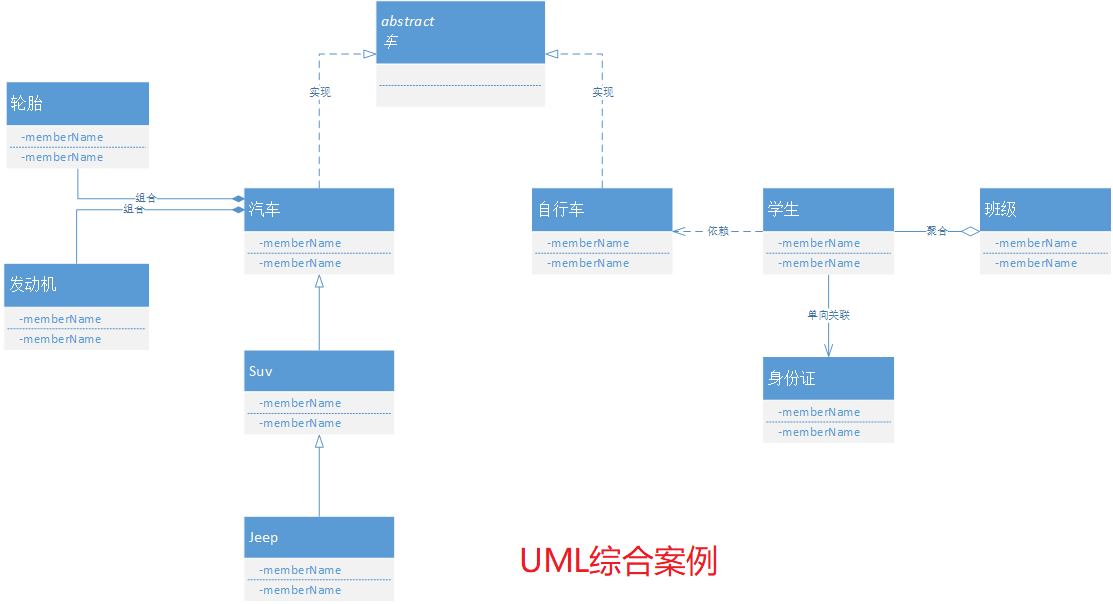 abstract
车
实现
实现
轮胎
-memberName
-memberName
组合
组合
汽车
-memberName
-memberName
自行车
-memberName
-memberName
依赖
学生
-memberName
-memberName
聚合
班级
-memberName
-memberName
发动机
-memberName
-memberName
单向关联
Suv
-memberName
-memberName
身份证
-memberName
-memberName
Jeep
-memberName
-memberName
UML综合案例